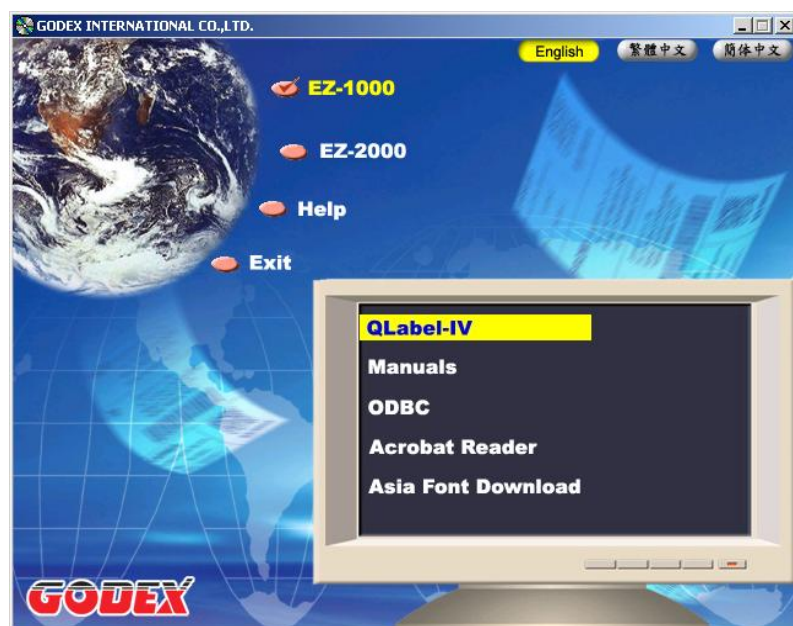 GODEX INTERNATIONAL CO.,LTD.
English 繁體中文 简体中文
EZ-1000
EZ-2000
Help
Exit
QLabel-IV
Manuals
ODBC
Acrobat Reader
Asia Font Download
GODEX